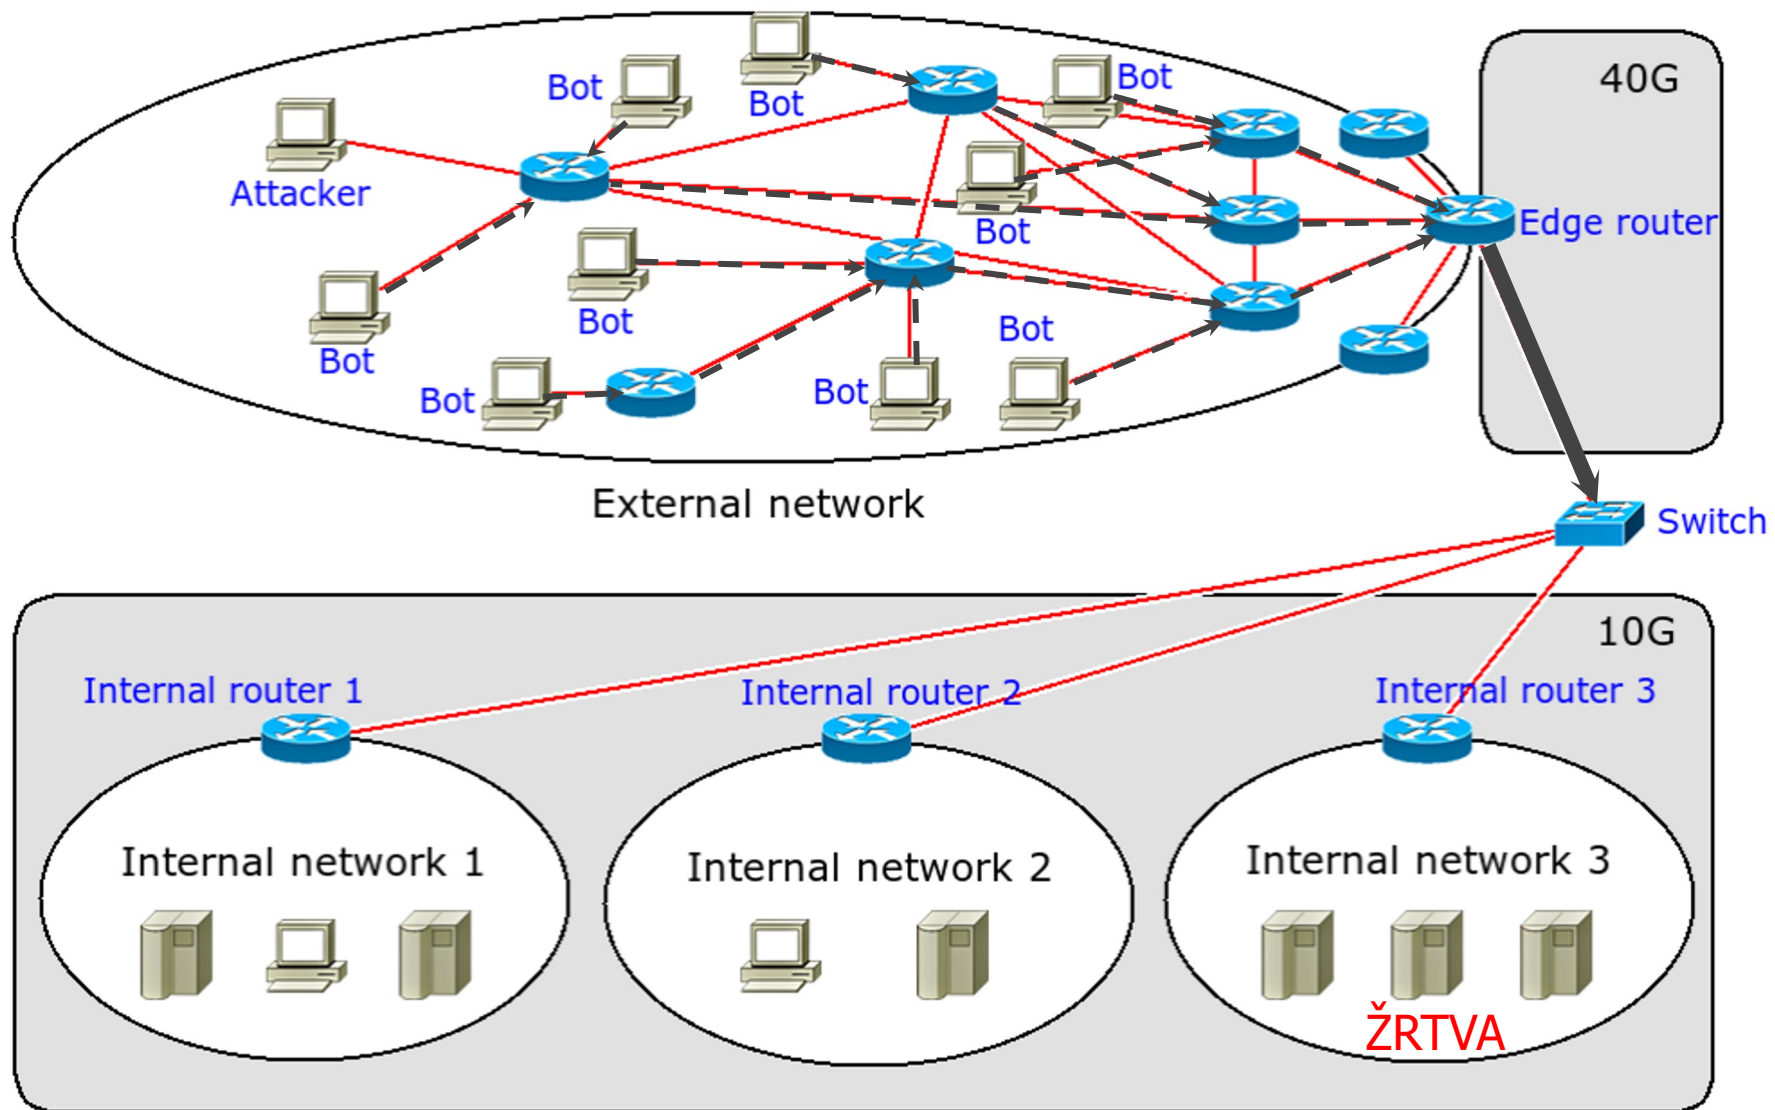 Bot
Bot
Bot
40G
Attacker
Bot
Edge router
Bot
Bot
Bot
Bot
Bot
Bot
External network
Switch
10G
Internal router 1
Internal router 2
Internal router 3
Internal network 1
Internal network 2
Internal network 3
ŽRTVA